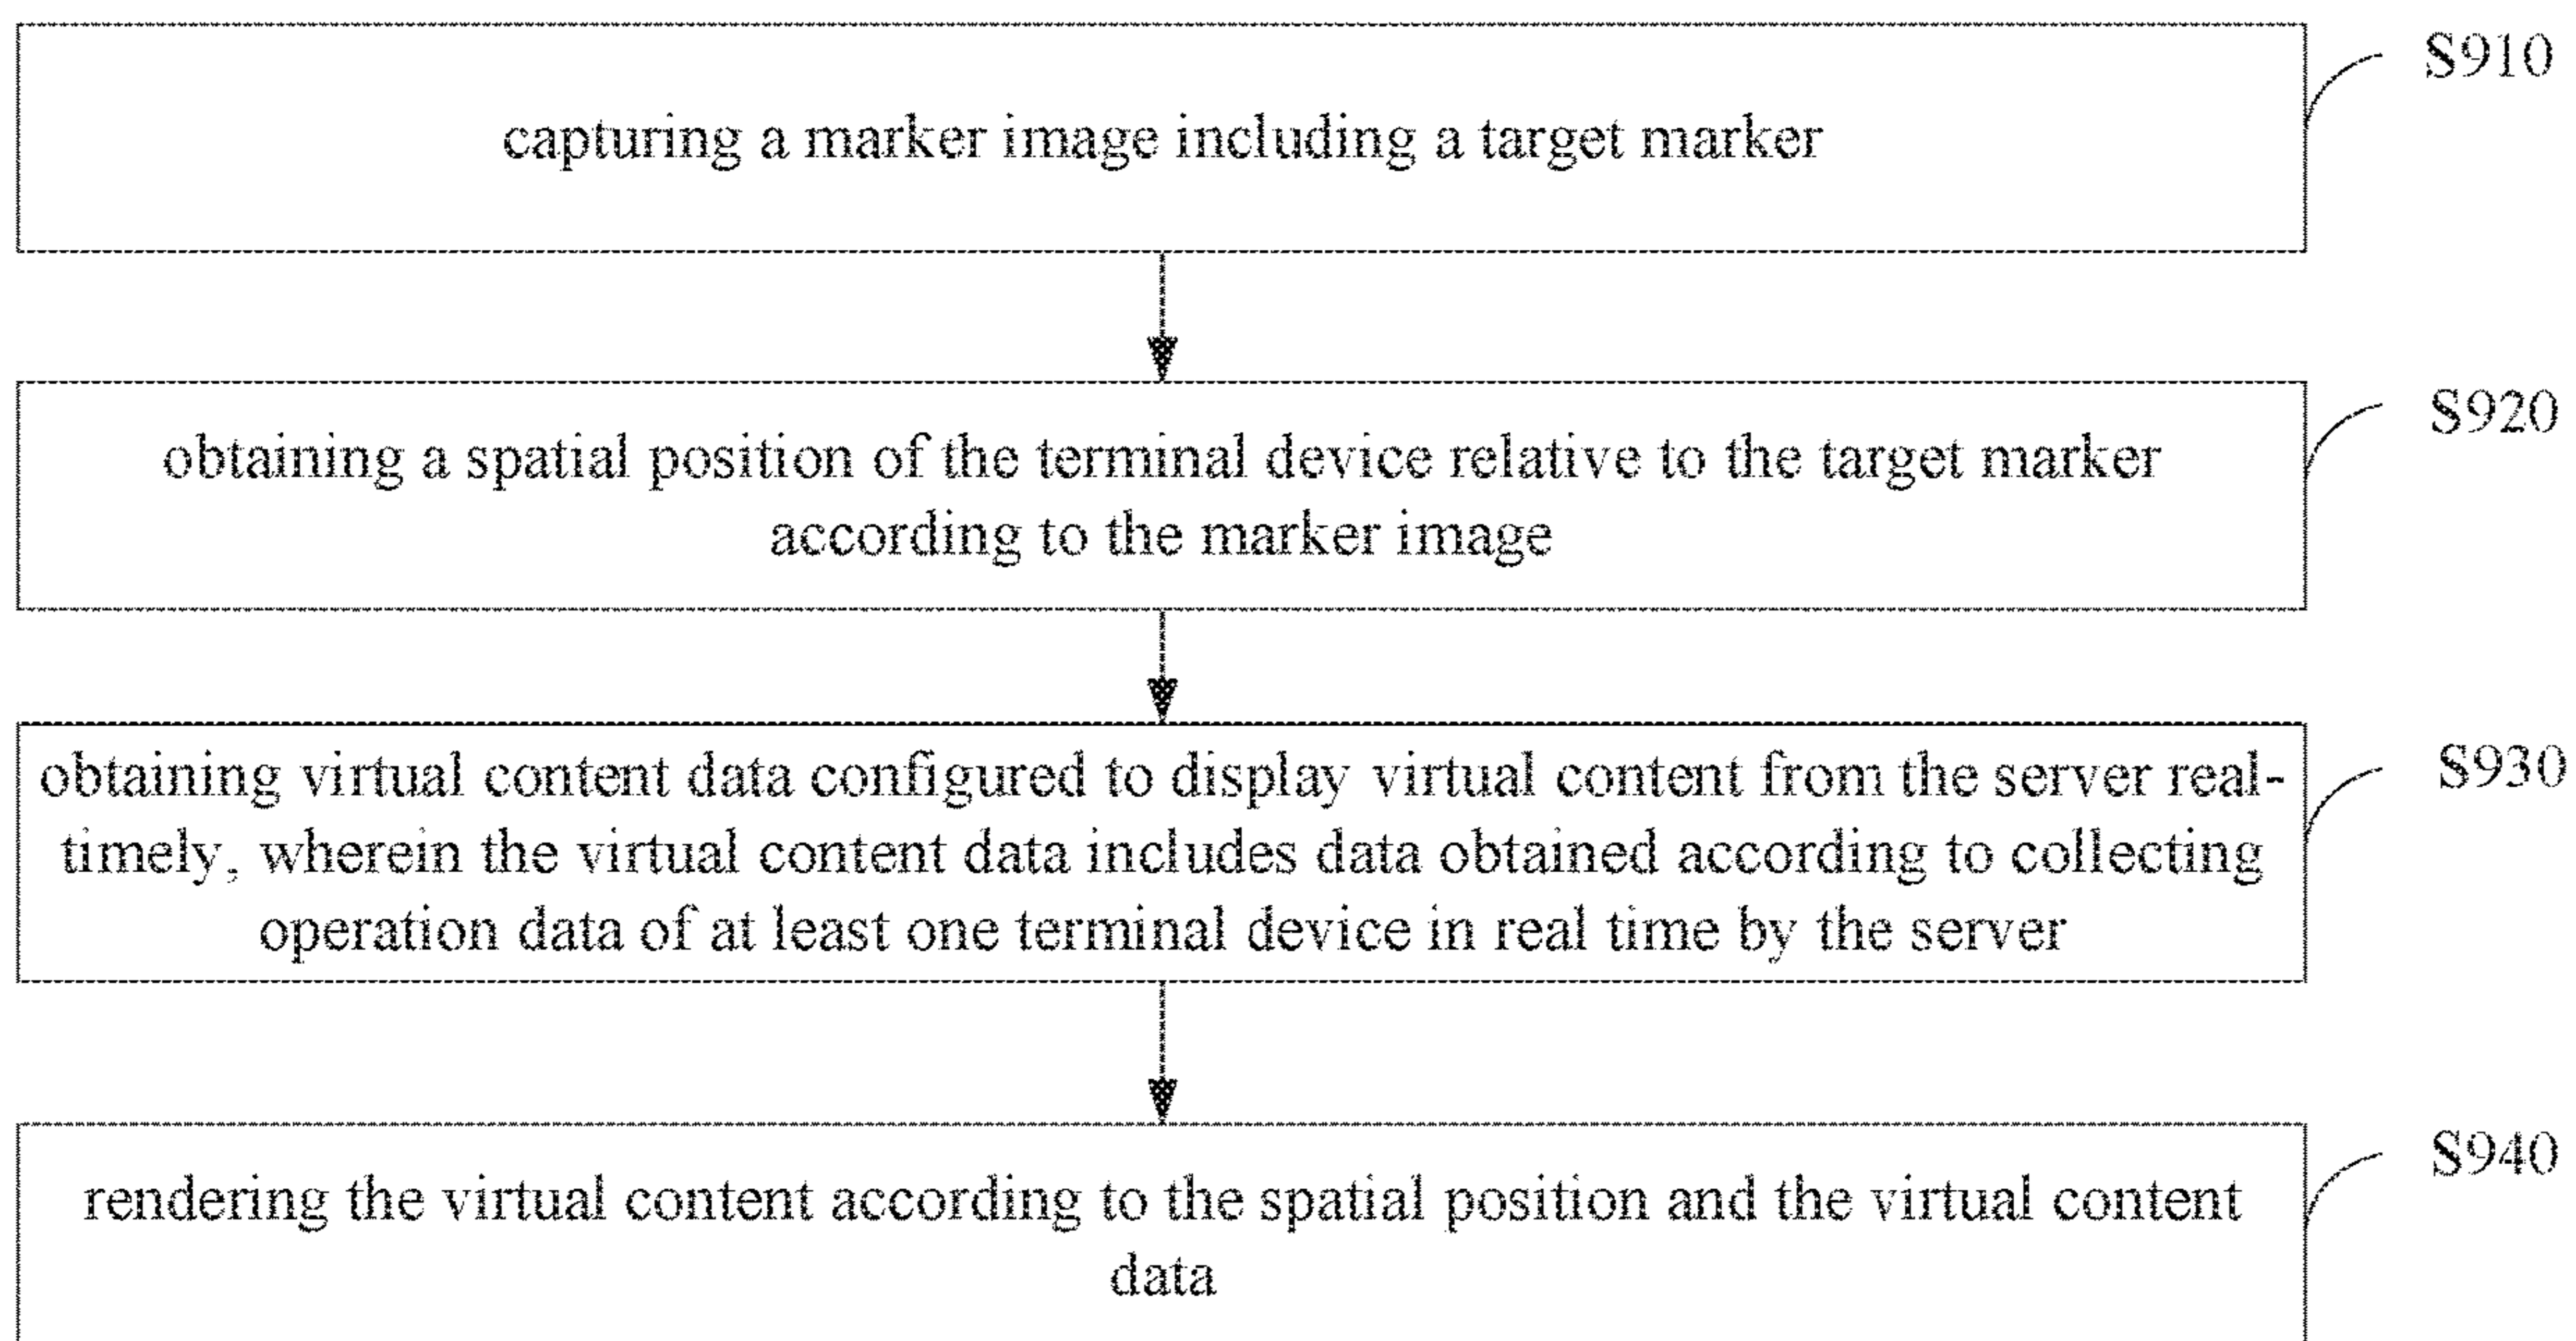 S910
capturing a marker image including a target marker
S920
obtaining a spatial position of the terminal device relative to the target marker
according to the marker image
S930
obtaining virtual content data configured to display virtual content from the server real-
timely, wherein the virtual content data includes data obtained according to collecting
operation data of at least one terminal device in real time by the server
S940
rendering the virtual content according to the spatial position and the virtual content
data